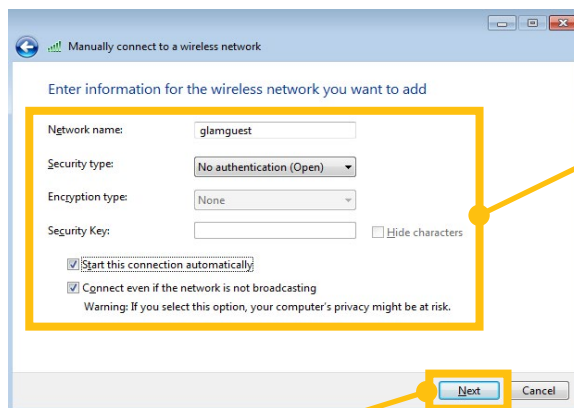 Manually connect to a wireless network
Enter information for the wireless network you want to add
Network name: glamguest
Security type: No authentication (Open)
Encryption type: None
Security Key: Hide characters
Start this connection automatically
Connect even if the network is not broadcasting
Warning: If you select this option, your computer's privacy might be at risk.
Next Cancel